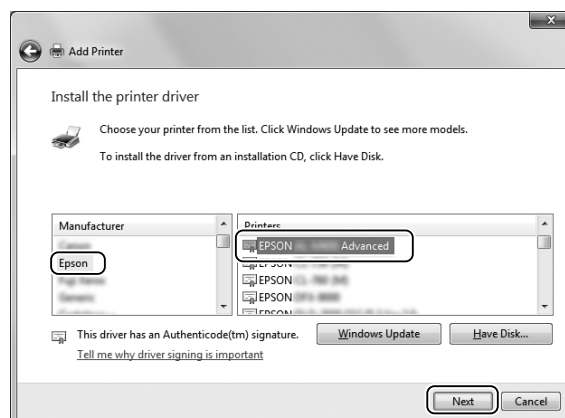 Add Printer
Install the printer driver
Choose your printer from the list. Click Windows Update to see more models.
To install the driver from an installation CD, click Have Disk.
Manufacturer
Epson
Printers
EPSON Advanced
EPSON
EPSON
EPSON
EPSON
This driver has an Authenticode(tm) signature.
Tell me why driver signing is important
Windows Update
Have Disk...
Next
Cancel